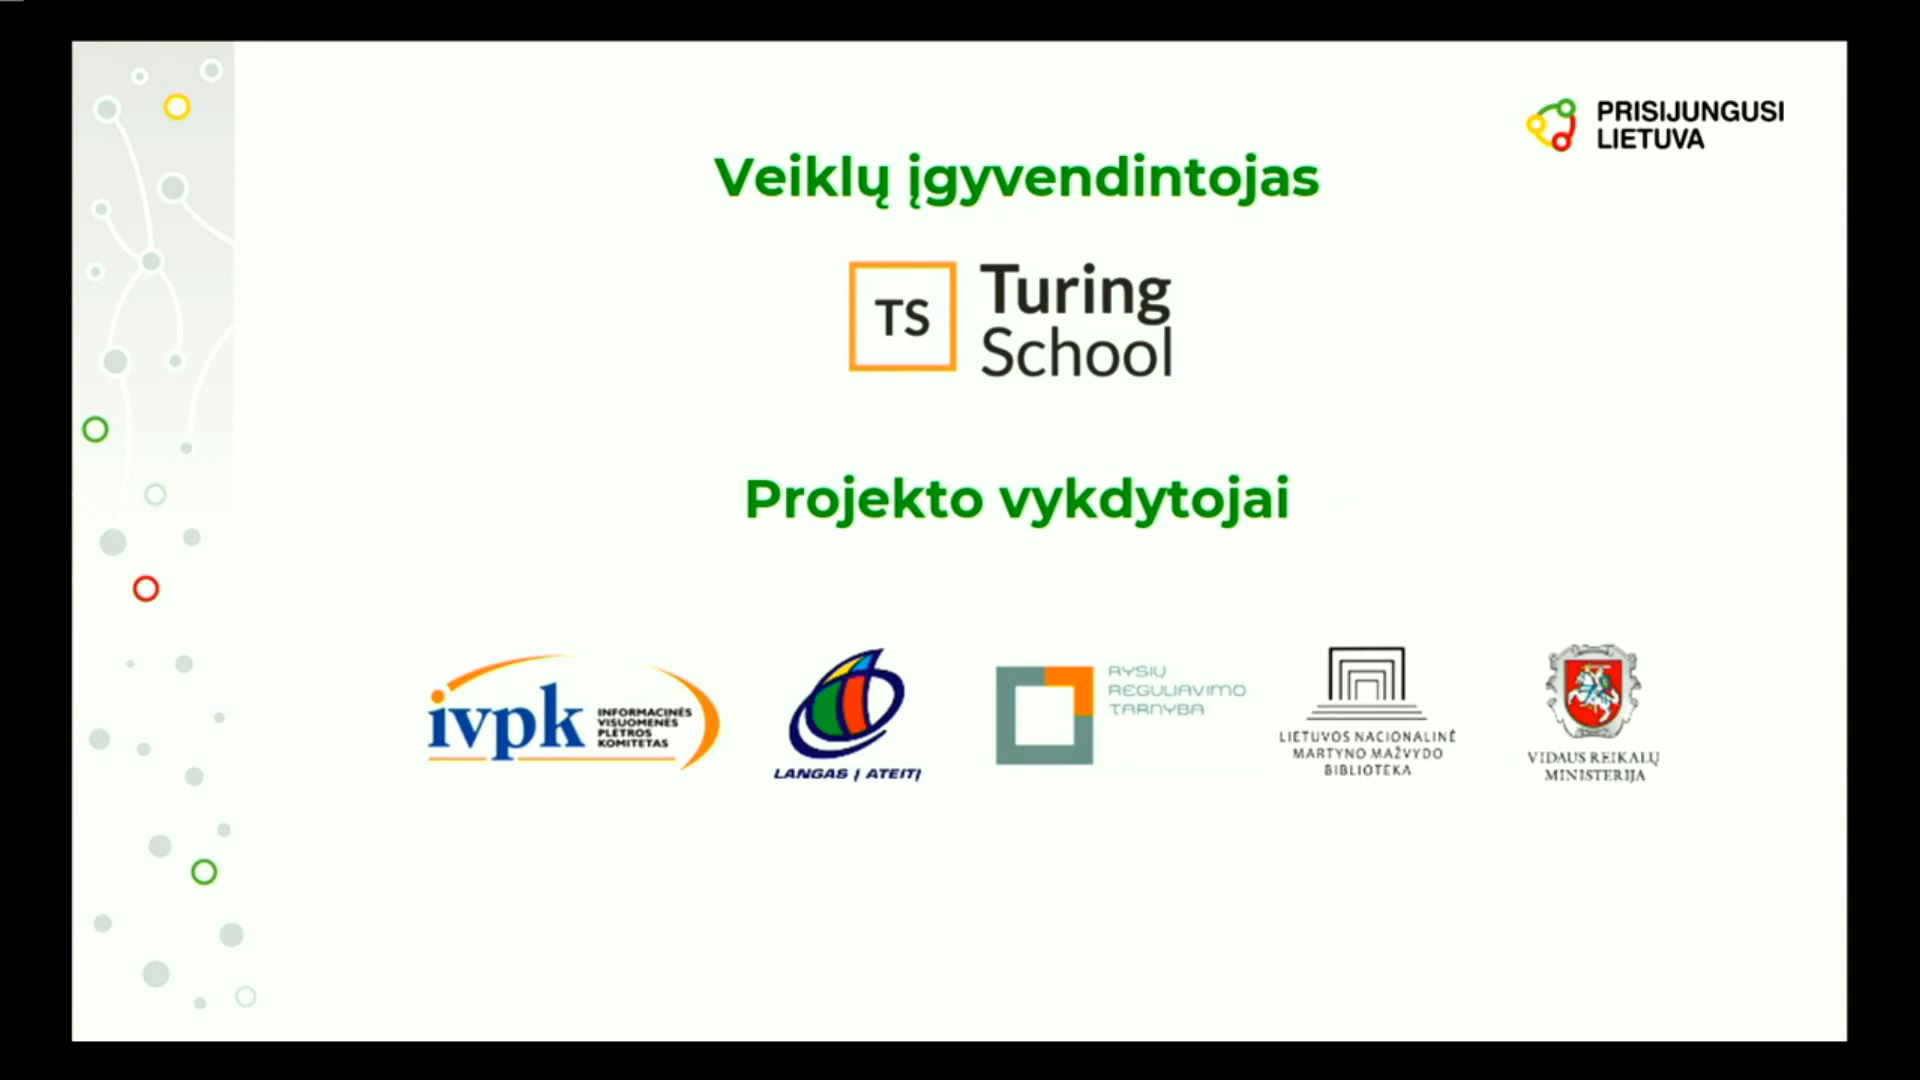 PRISIJUNGUSI
LIETUVA
Veiklų įgyvendintojas
TS
Turing
School
Projekto vykdytojai
ivpk
INFORMACINĖS
VISUOMENĖS
PLĖTROS
KOMITETAS
LANGAS Į ATEITĮ
RYŠIŲ
REGULIAVIMO
TARNYBA
LIETUVOS NACIONALINĖ
MARTYNO MAŽVYDO
BIBLIOTEKA
VIDAUS REIKALŲ
MINISTERIJA